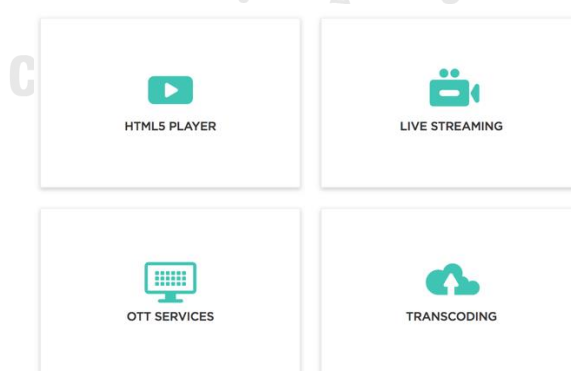 HTML5 PLAYER
LIVE STREAMING
OTT SERVICES
TRANSCODING